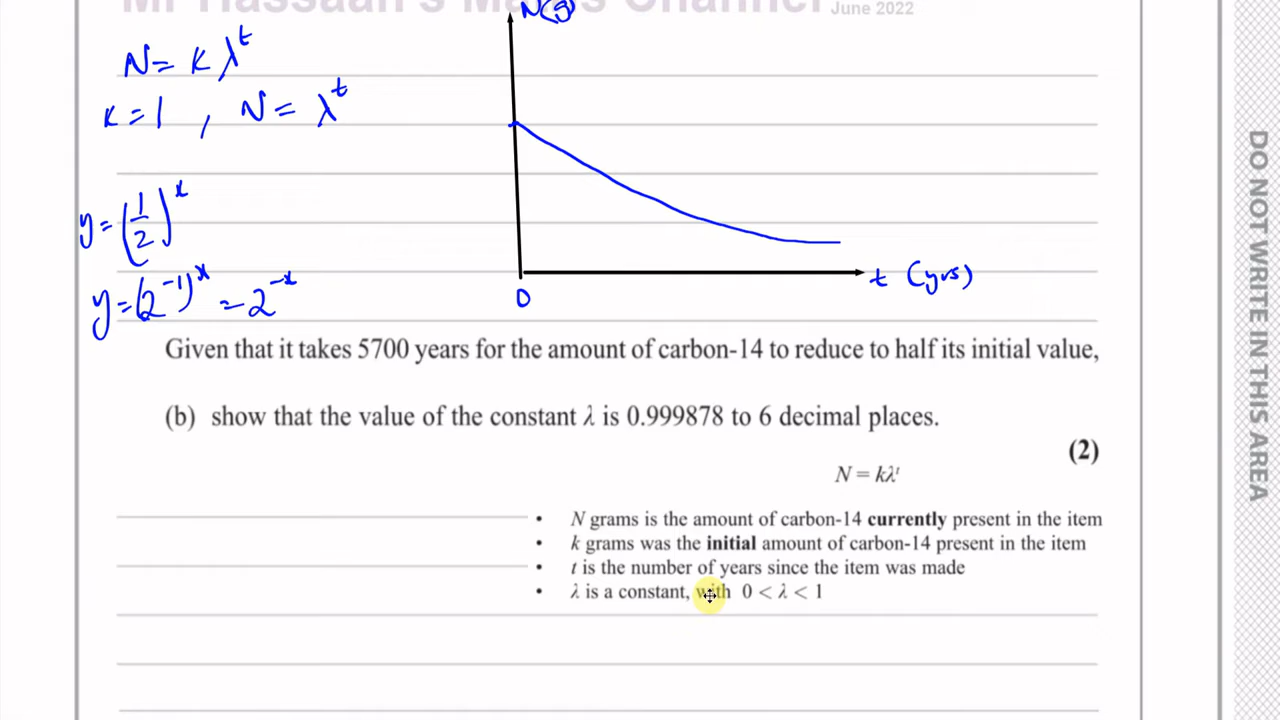 June 2022
N(g)
N = k λ^t
k = 1 , N = λ^t
y = (1/2)^x
y = (2^-1)^x = 2^-x
0
t (yrs)
Given that it takes 5700 years for the amount of carbon-14 to reduce to half its initial value,
(b) show that the value of the constant λ is 0.999878 to 6 decimal places.
(2)
N = kλ^t
• N grams is the amount of carbon-14 currently present in the item
• k grams was the initial amount of carbon-14 present in the item
• t is the number of years since the item was made
• λ is a constant, with 0 < λ < 1
DO NOT WRITE IN THIS AREA